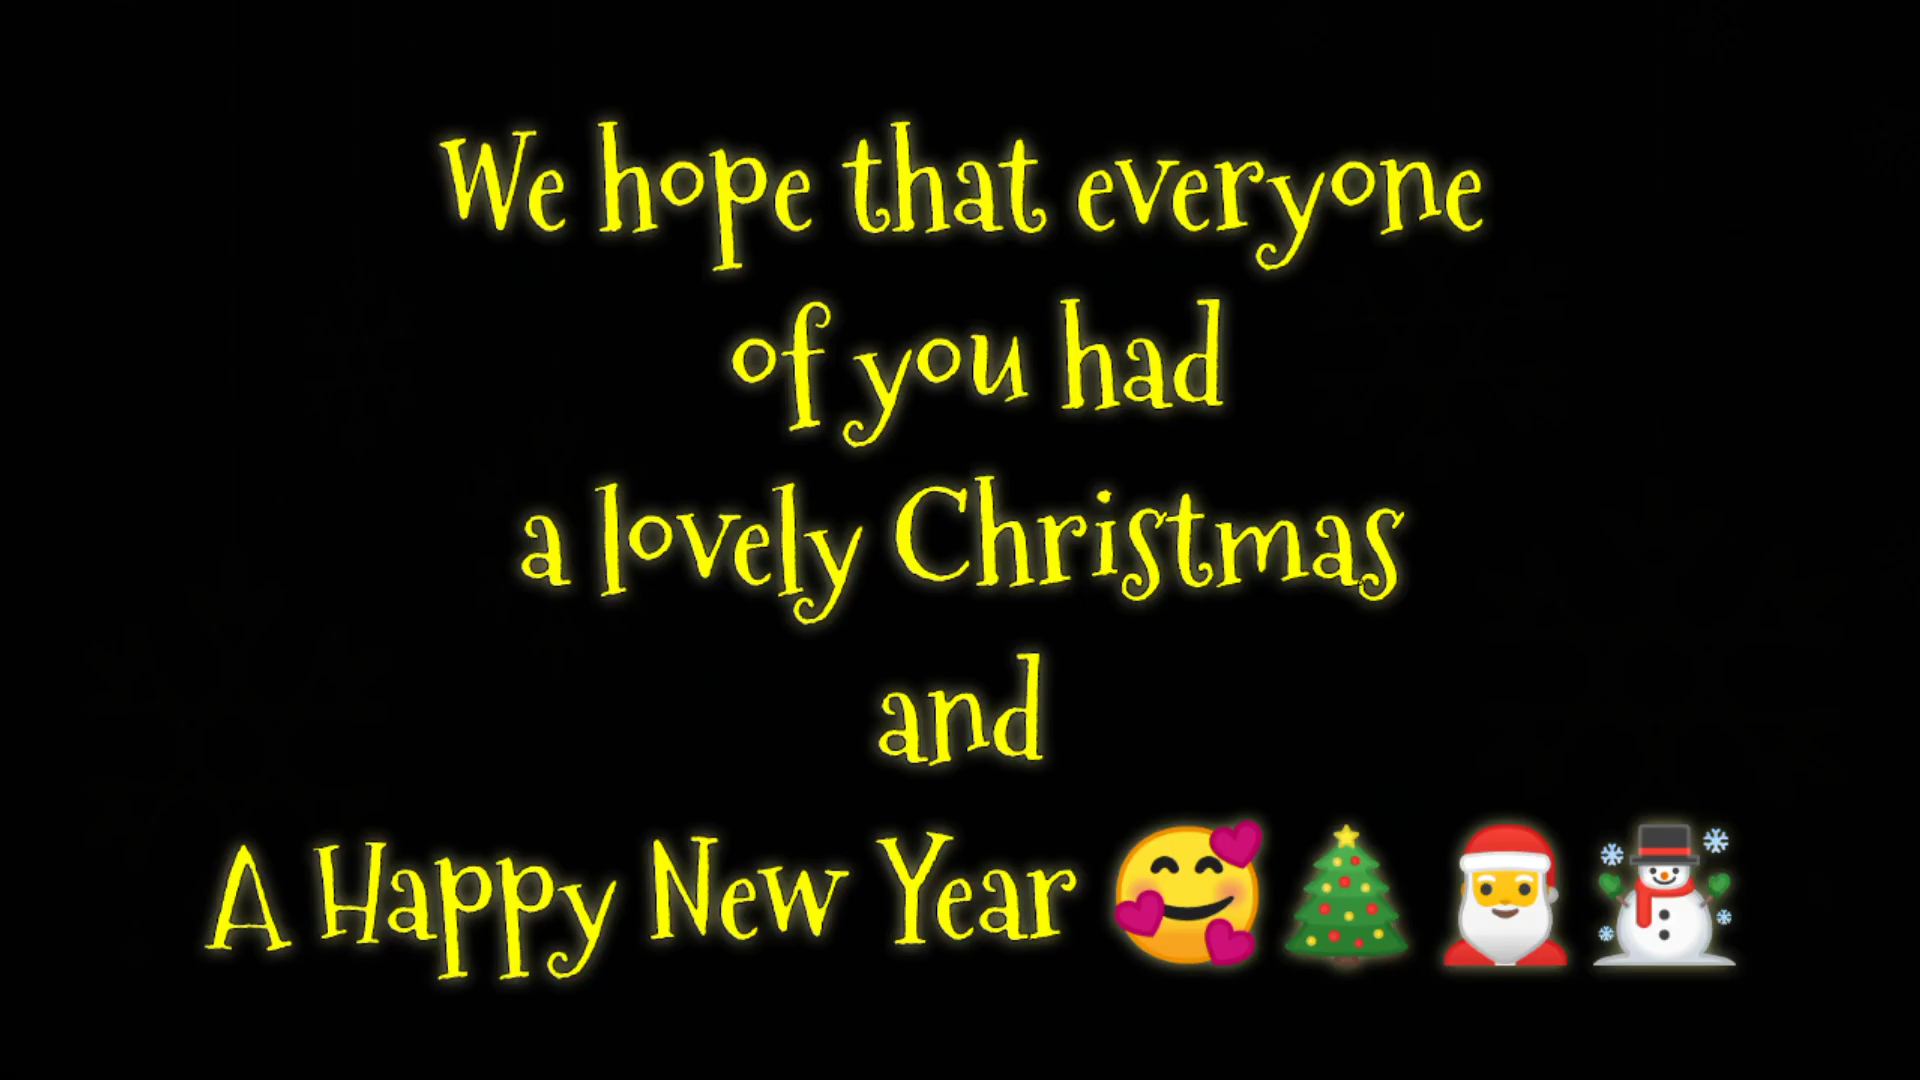 We hope that everyone
of you had
a lovely Christmas
and
A Happy New Year 🥰🎄🎅☃️